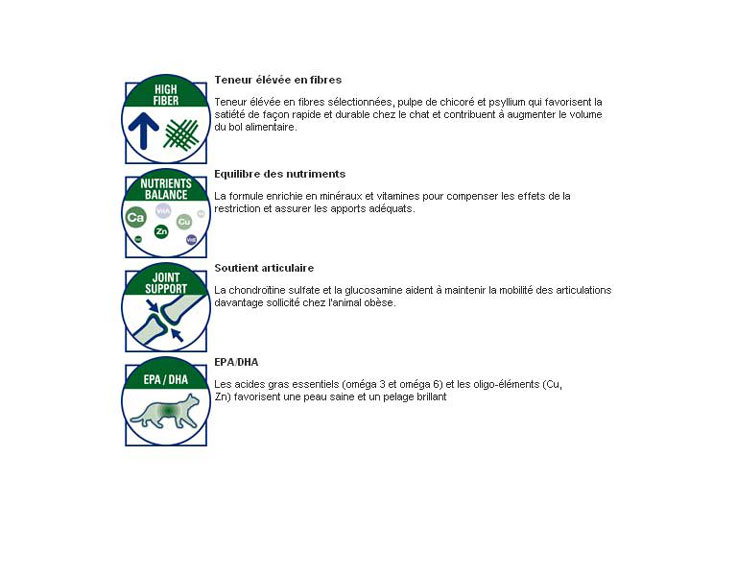 HIGH
FIBER
Teneur élévée en fibres
Teneur élévée en fibres sélectionnées, pulpe de chicoré et psyllium qui favorisent la
satiété de façon rapide et durable chez le chat et contribuent à augmenter le volume
du bol alimentaire.
NUTRIENTS
BALANCE
Ca
VitA
Cu
Zn
Equilibre des nutriments
La formule enrichie en minéraux et vitamines pour compenser les effets de la
restriction et assurer les apports adéquats.
JOINT
SUPPORT
Soutient articulaire
La chondroïtine sulfate et la glucosamine aident à maintenir la mobilité des articulations
davantage sollicité chez l'animal obèse.
EPA / DHA
EPA/DHA
Les acides gras essentiels (oméga 3 et oméga 6) et les oligo-éléments (Cu,
Zn) favorisent une peau saine et un pelage brillant